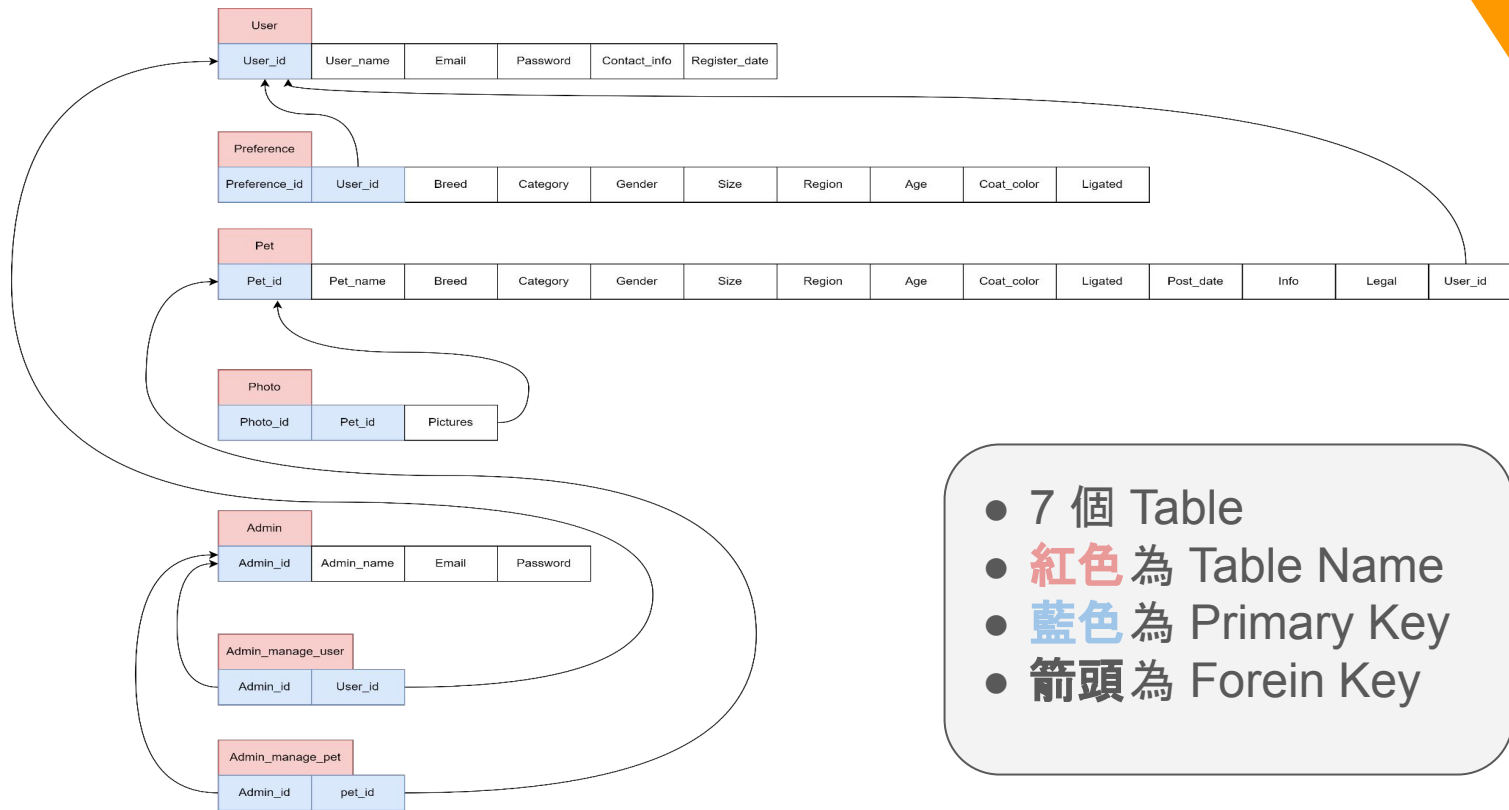 User
User_id User_name Email Password Contact_info Register_date
Preference
Preference_id User_id Breed Category Gender Size Region Age Coat_color Ligated
Pet
Pet_id Pet_name Breed Category Gender Size Region Age Coat_color Ligated Post_date Info Legal User_id
Photo
Photo_id Pet_id Pictures
Admin
Admin_id Admin_name Email Password
Admin_manage_user
Admin_id User_id
Admin_manage_pet
Admin_id pet_id
● 7 個 Table
● 紅色為 Table Name
● 藍色為 Primary Key
● 箭頭為 Forein Key